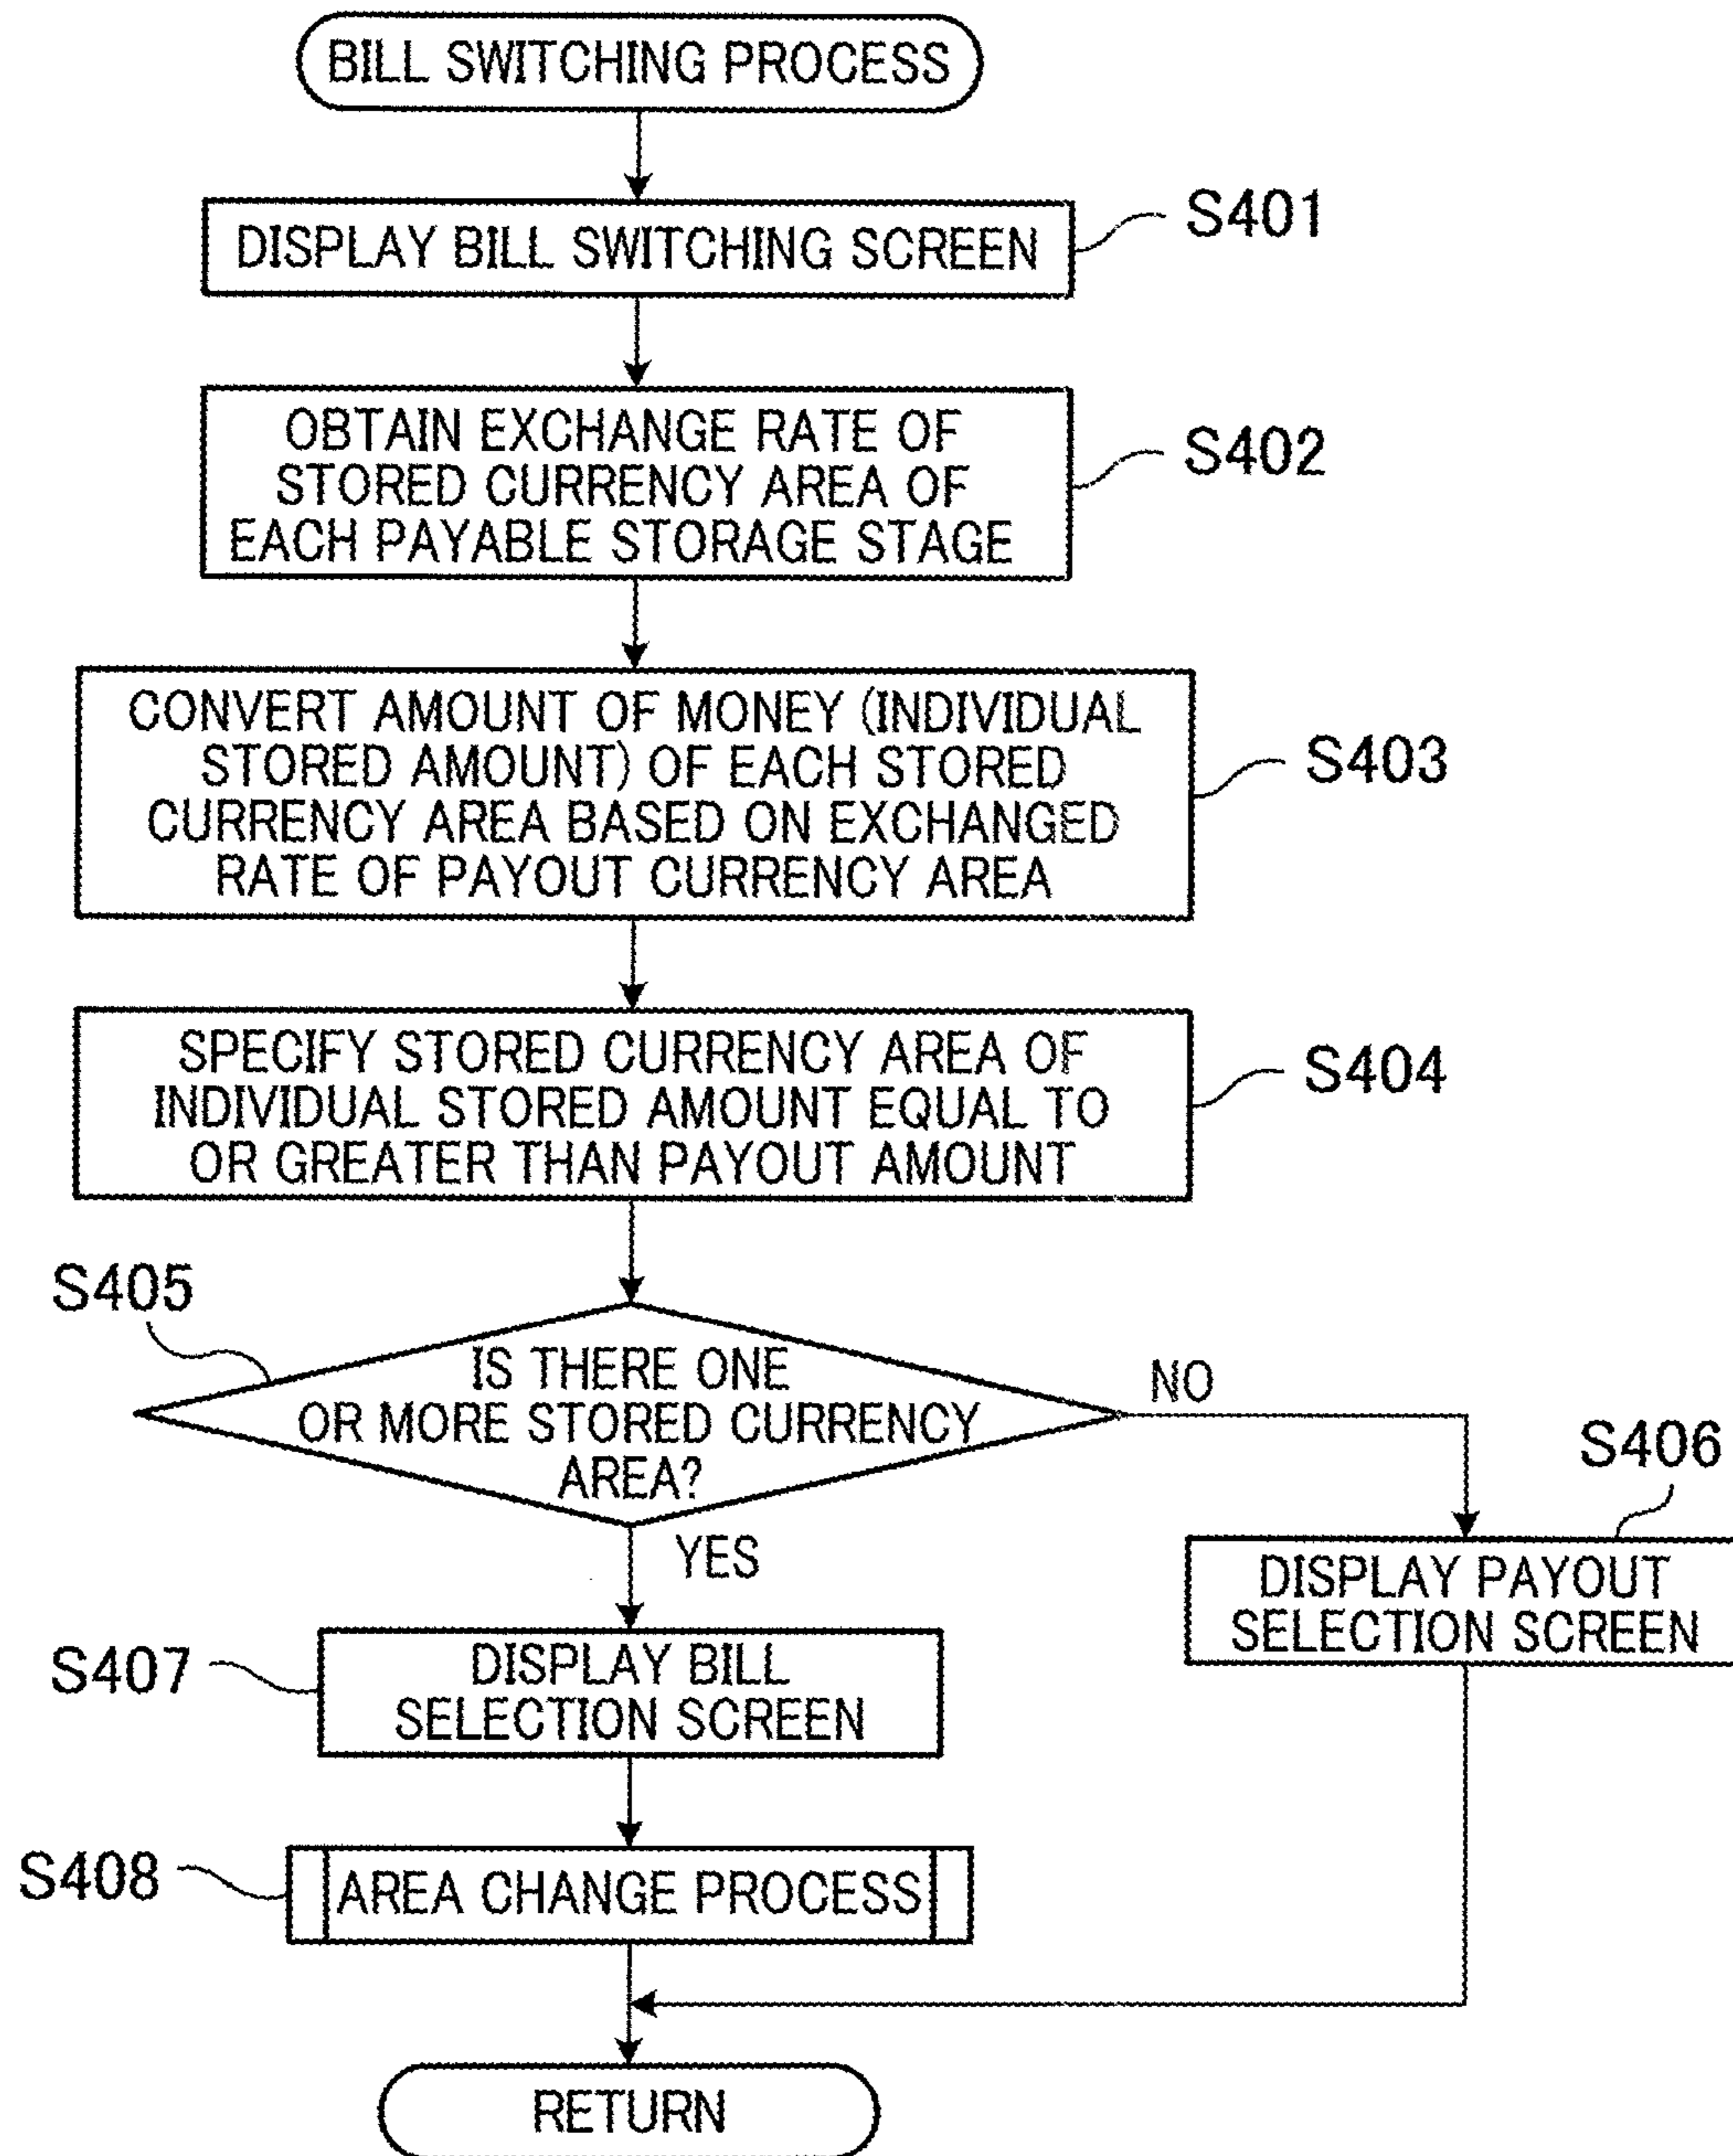 BILL SWITCHING PROCESS
DISPLAY BILL SWITCHING SCREEN
S401
OBTAIN EXCHANGE RATE OF
STORED CURRENCY AREA OF
EACH PAYABLE STORAGE STAGE
S402
CONVERT AMOUNT OF MONEY (INDIVIDUAL
STORED AMOUNT) OF EACH STORED
CURRENCY AREA BASED ON EXCHANGED
RATE OF PAYOUT CURRENCY AREA
S403
SPECIFY STORED CURRENCY AREA OF
INDIVIDUAL STORED AMOUNT EQUAL TO
OR GREATER THAN PAYOUT AMOUNT
S404
S405
IS THERE ONE
OR MORE STORED CURRENCY
AREA?
NO
YES
S406
DISPLAY PAYOUT
SELECTION SCREEN
S407
DISPLAY BILL
SELECTION SCREEN
S408
AREA CHANGE PROCESS
RETURN